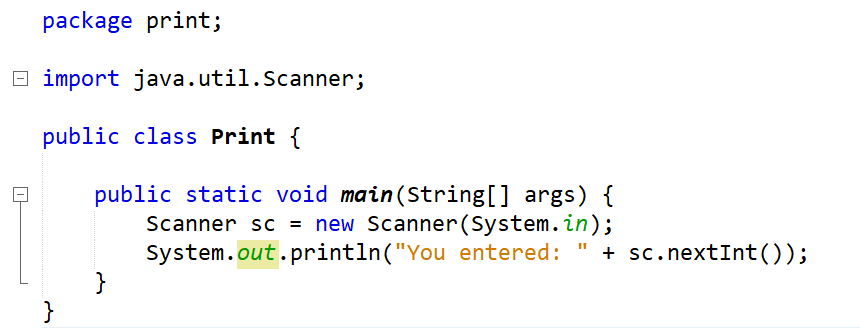 package print;
import java.util.Scanner;
public class Print {
public static void main(String[] args) {
Scanner sc = new Scanner(System.in);
System.out.println("You entered: " + sc.nextInt());
}
}